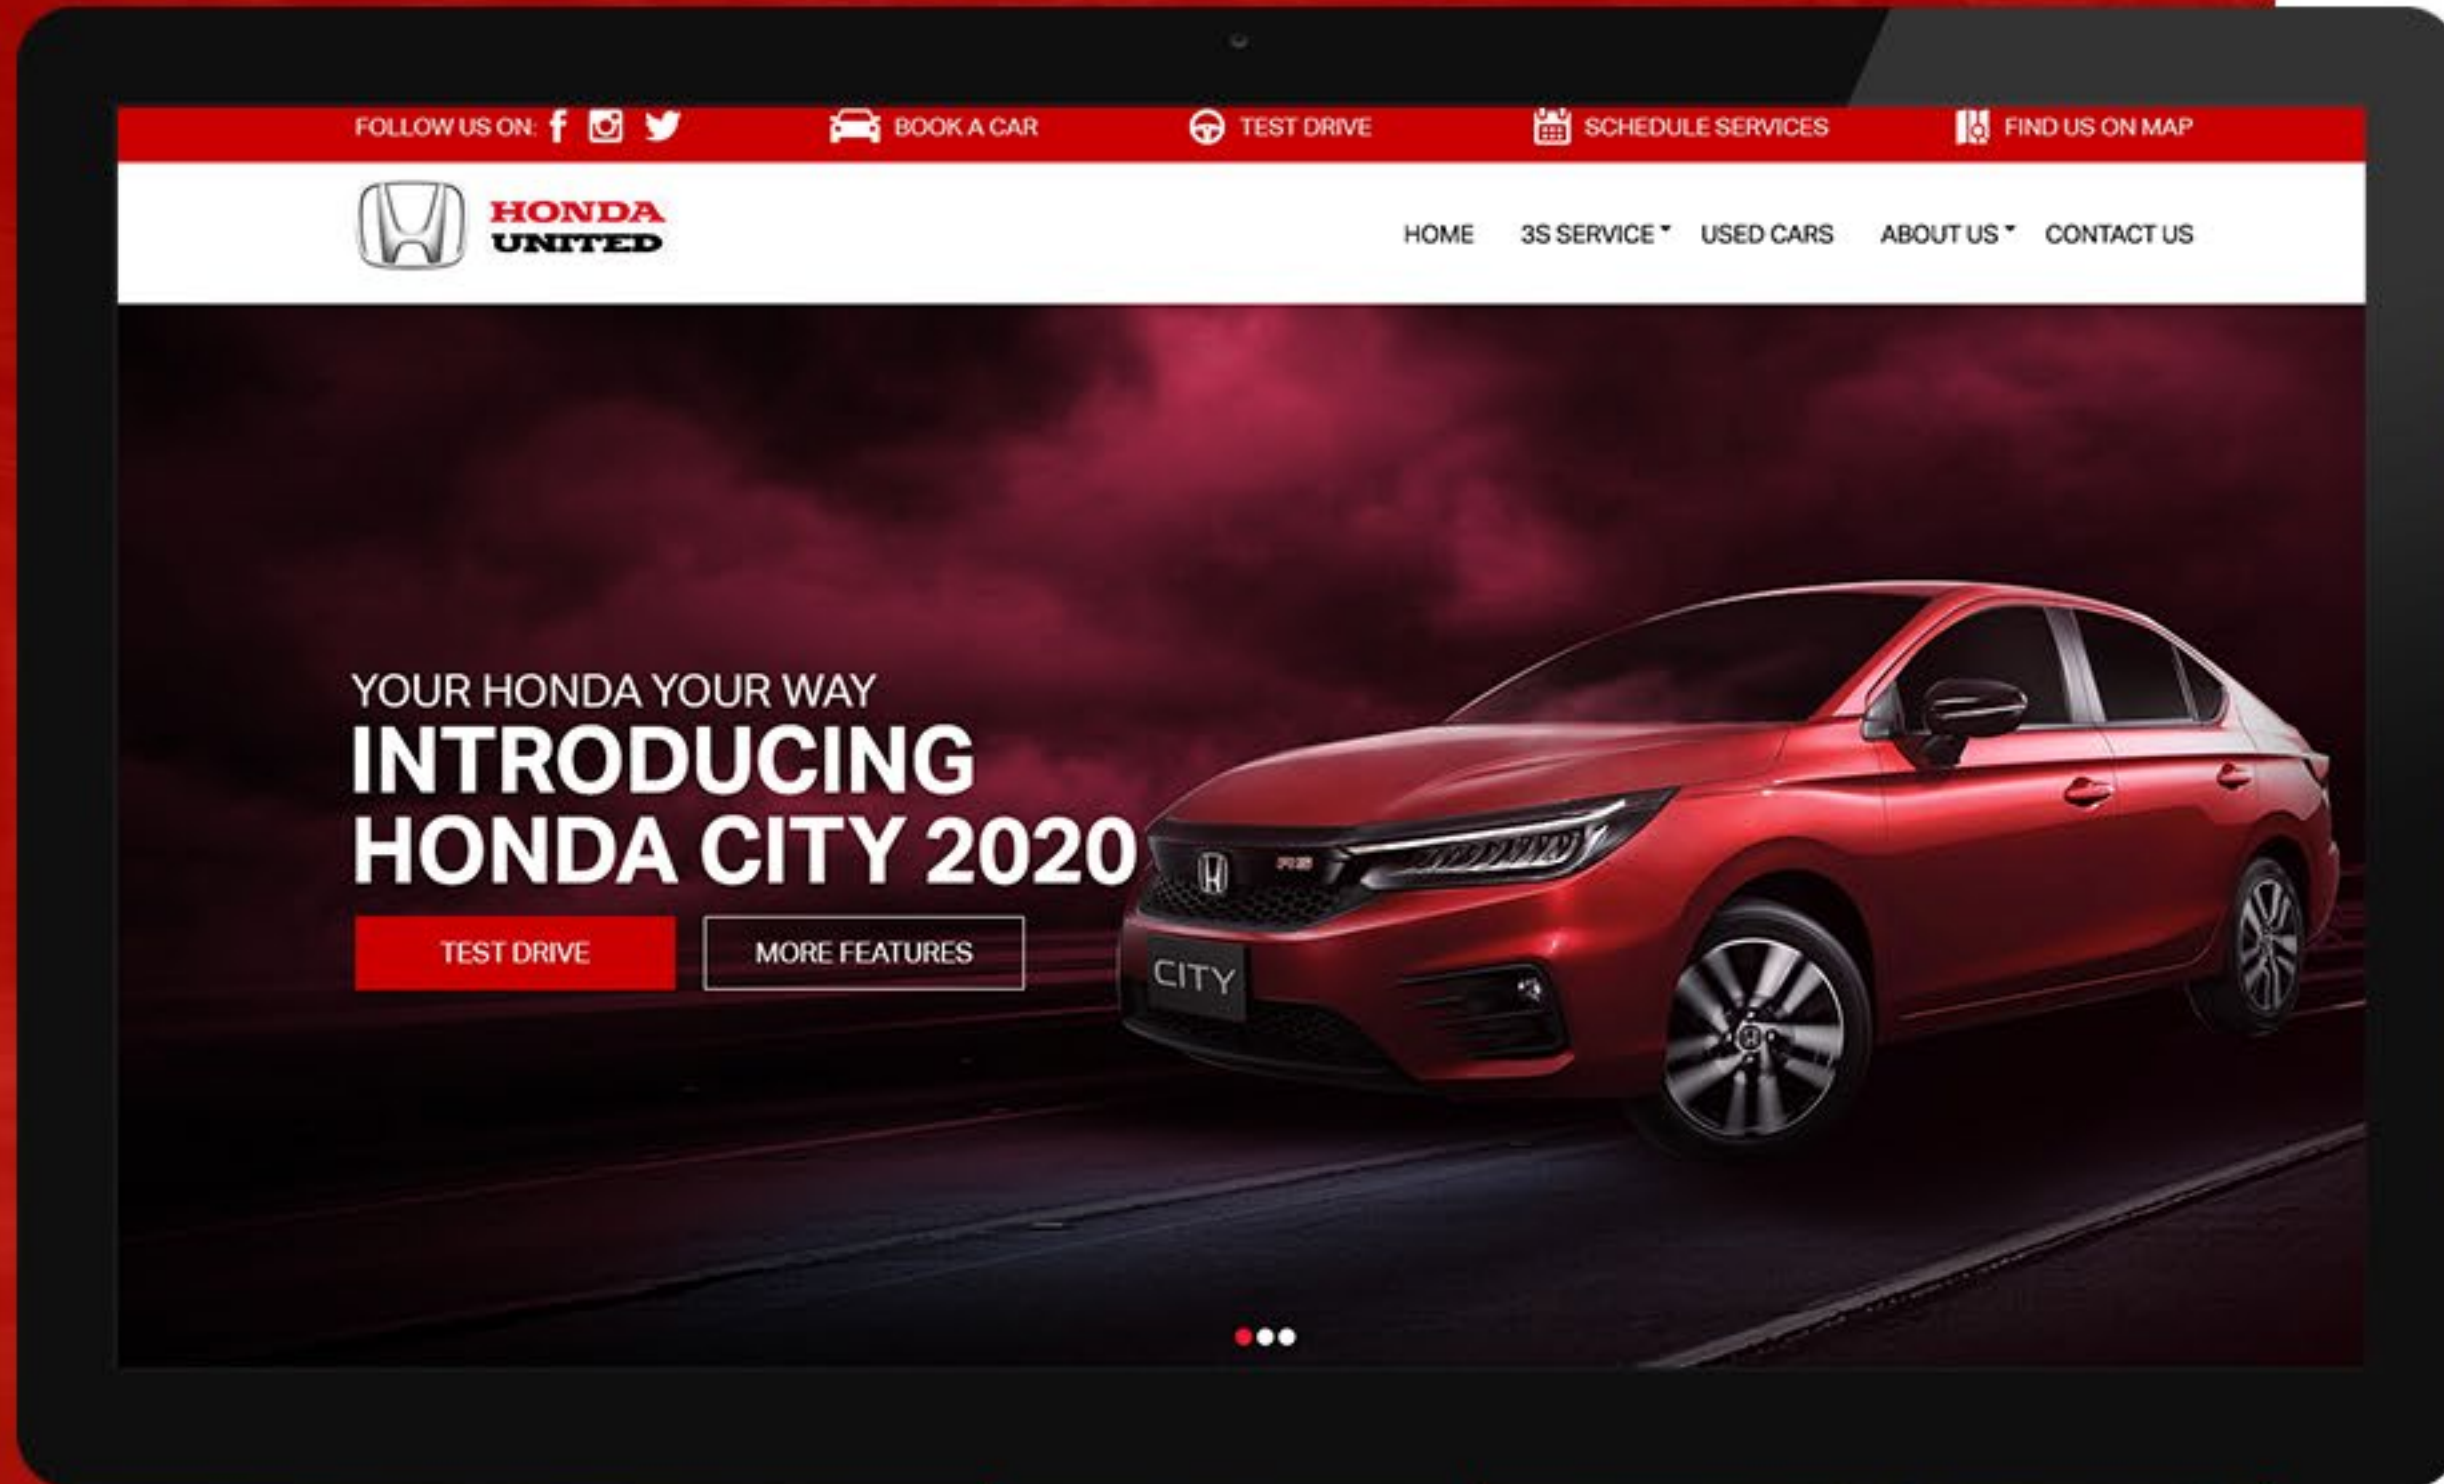 FOLLOW US ON: BOOK A CAR TEST DRIVE SCHEDULE SERVICES FIND US ON MAP
HONDA
UNITED
HOME 3S SERVICE USED CARS ABOUT US CONTACT US
YOUR HONDA YOUR WAY
INTRODUCING
HONDA CITY 2020
RS
TEST DRIVE MORE FEATURES
CITY